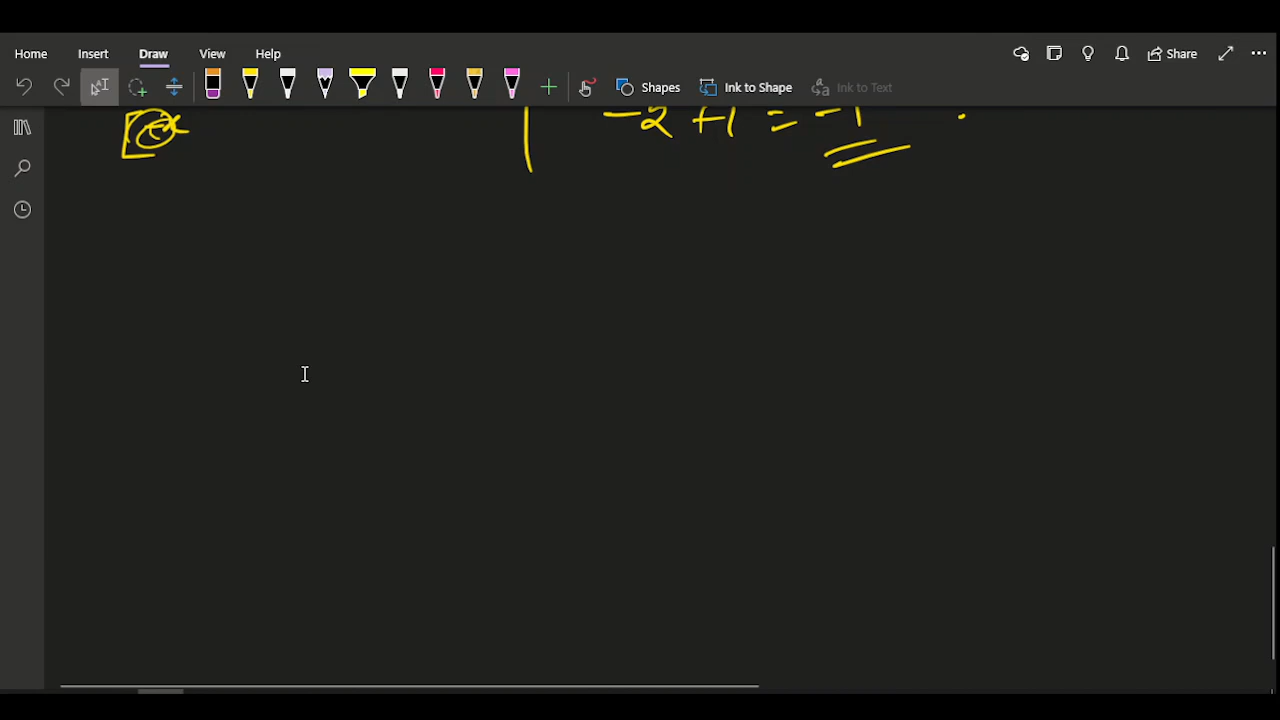 Home Insert Draw View Help Share
Shapes Ink to Shape Ink to Text
-2 +1 = -1